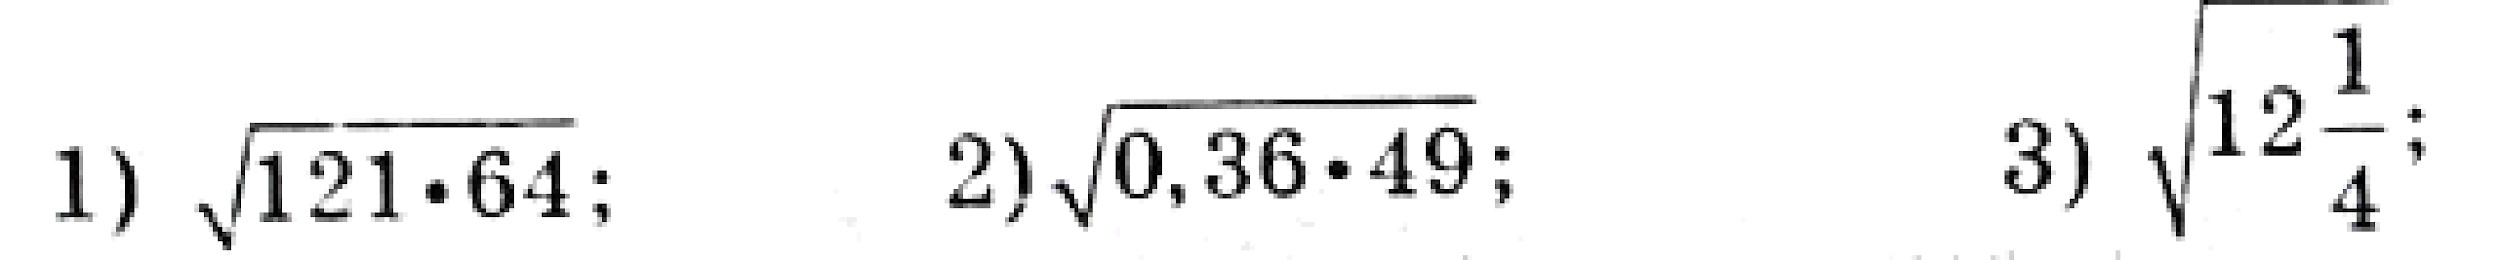 1) √121·64; 2) √0,36·49; 3) √12 1/4;